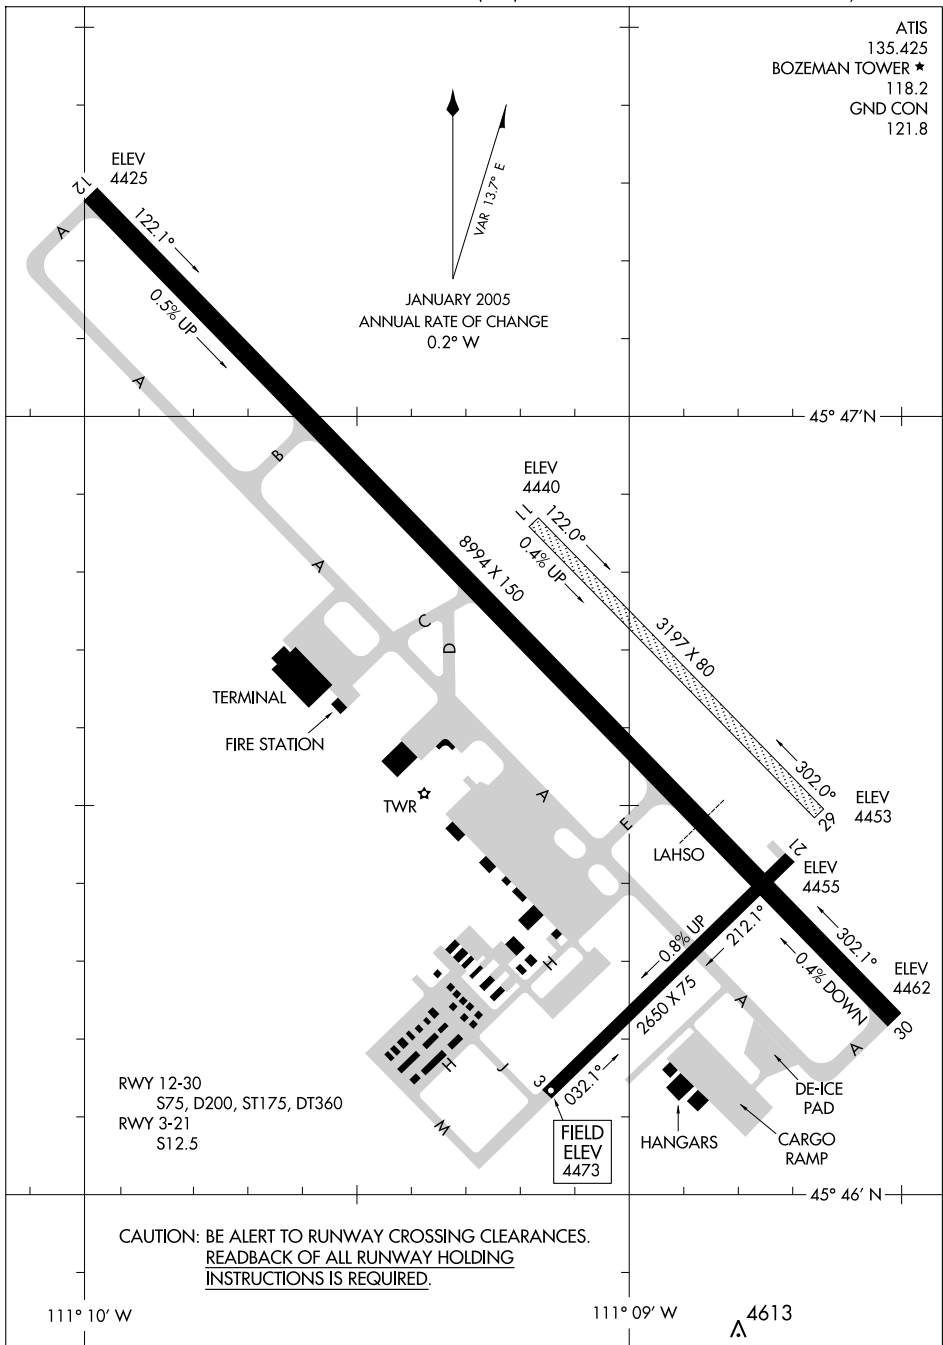 ATIS
135.425
BOZEMAN TOWER ★
118.2
GND CON
121.8
ELEV
4425
12
A
122.1°
0.5% UP
VAR 13.7° E
JANUARY 2005
ANNUAL RATE OF CHANGE
0.2° W
A
45° 47'N
B
ELEV
4440
11
122.0°
0.4% UP
8994 X 150
A
C
D
3197 X 80
TERMINAL
FIRE STATION
TWR
A
E
302.0°
29
ELEV
4453
LAHSO
21
ELEV
4455
0.8% UP
212.1°
302.1°
0.4% DOWN
ELEV
4462
30
H
2650 X 75
A
A
H
J
M
3
032.1°
RWY 12-30
S75, D200, ST175, DT360
RWY 3-21
S12.5
FIELD
ELEV
4473
HANGARS
DE-ICE
PAD
CARGO
RAMP
45° 46' N
CAUTION: BE ALERT TO RUNWAY CROSSING CLEARANCES.
READBACK OF ALL RUNWAY HOLDING
INSTRUCTIONS IS REQUIRED.
111° 10' W
111° 09' W
4613